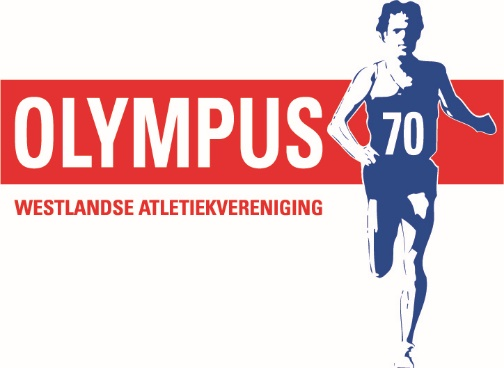 OLYMPUS 70
WESTLANDSE ATLETIEKVERENIGING